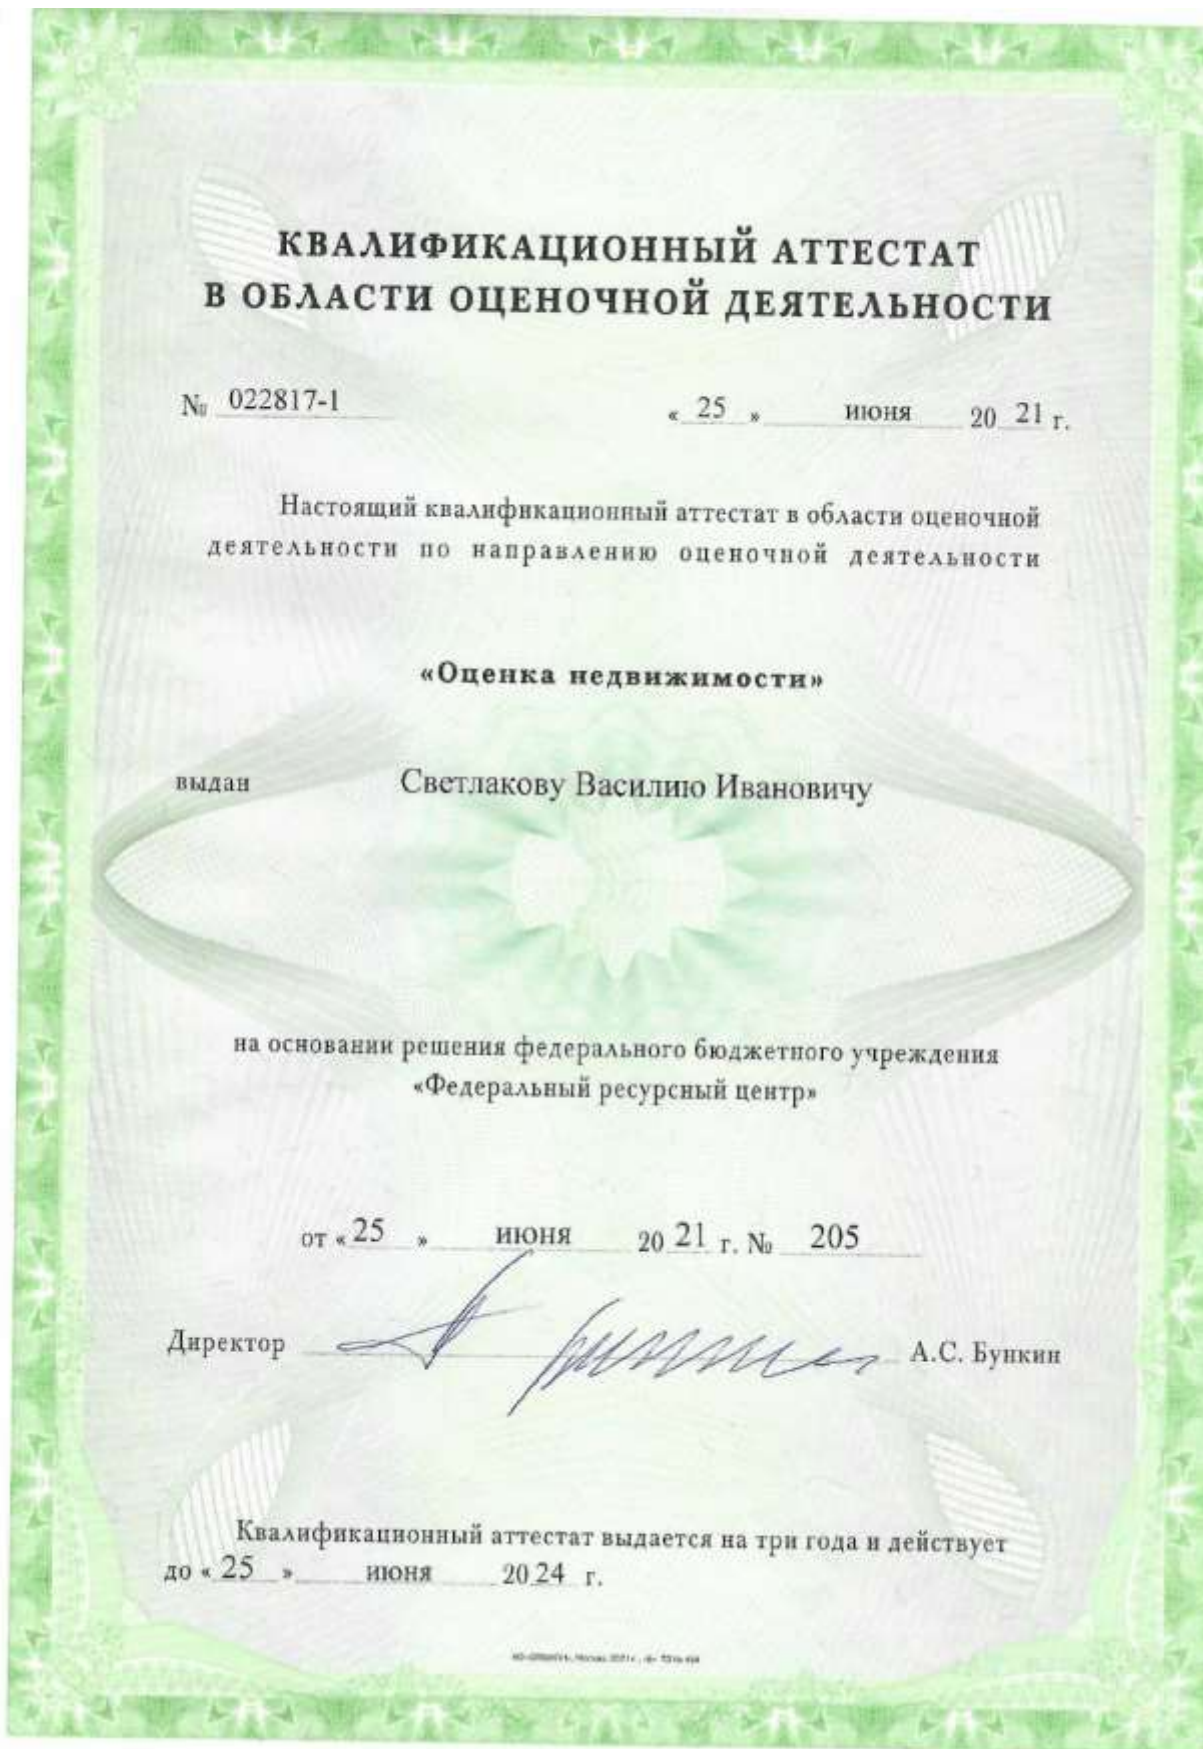 КВАЛИФИКАЦИОННЫЙ АТТЕСТАТ
В ОБЛАСТИ ОЦЕНОЧНОЙ ДЕЯТЕЛЬНОСТИ
№ 022817-1 « 25 » июня 20 21 г.
Настоящий квалификационный аттестат в области оценочной
деятельности по направлению оценочной деятельности
«Оценка недвижимости»
выдан Светлакову Василию Ивановичу
на основании решения федерального бюджетного учреждения
«Федеральный ресурсный центр»
от « 25 » июня 20 21 г. № 205
Директор А.С. Бункин
Квалификационный аттестат выдается на три года и действует
до « 25 » июня 20 24 г.